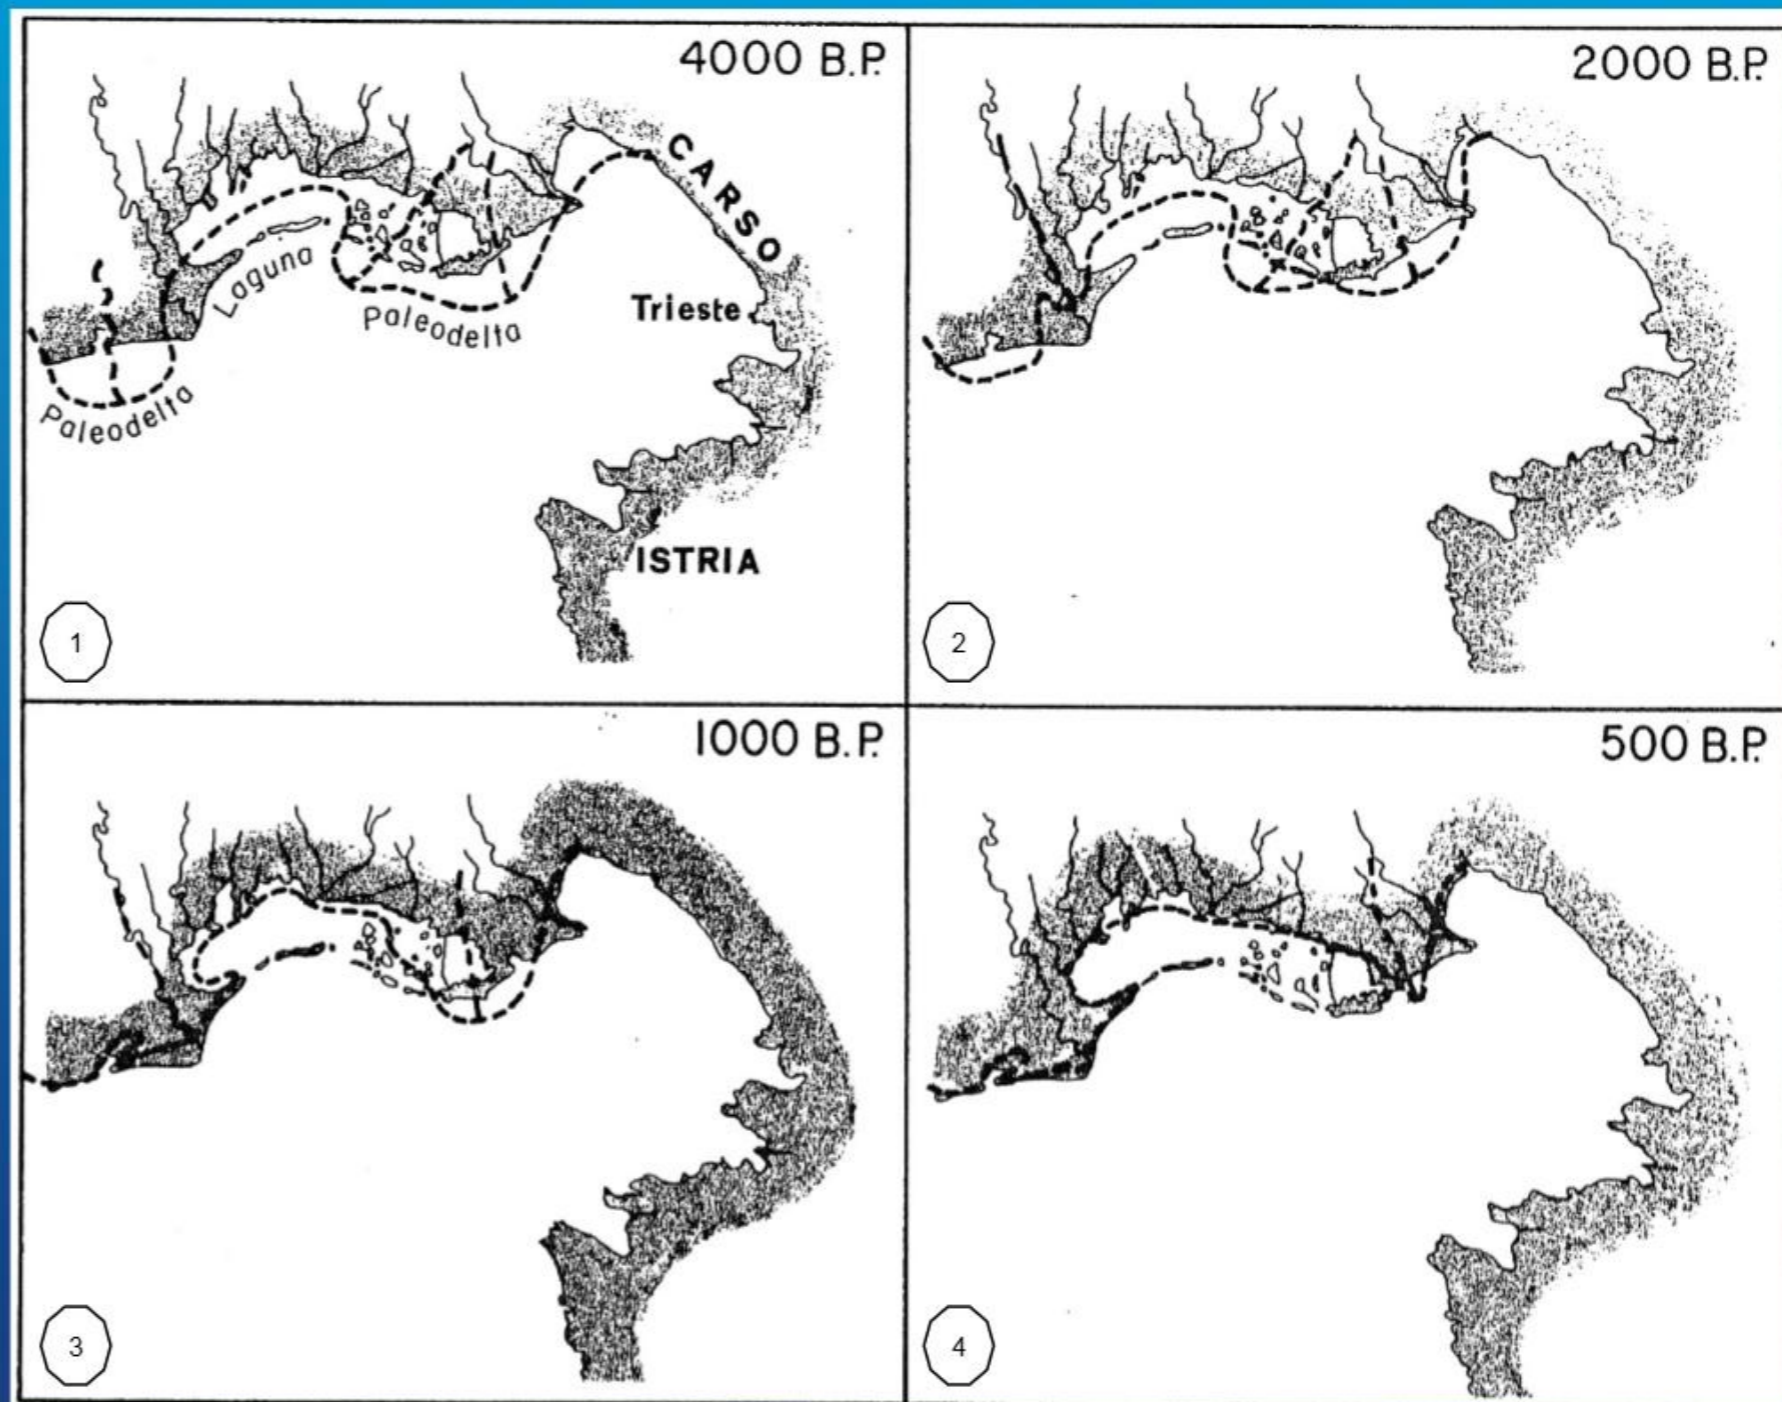 4000 B.P.
CARSO
Laguna
Paleodelta
Trieste
Paleodelta
ISTRIA
1
2000 B.P.
2
1000 B.P.
3
500 B.P.
4